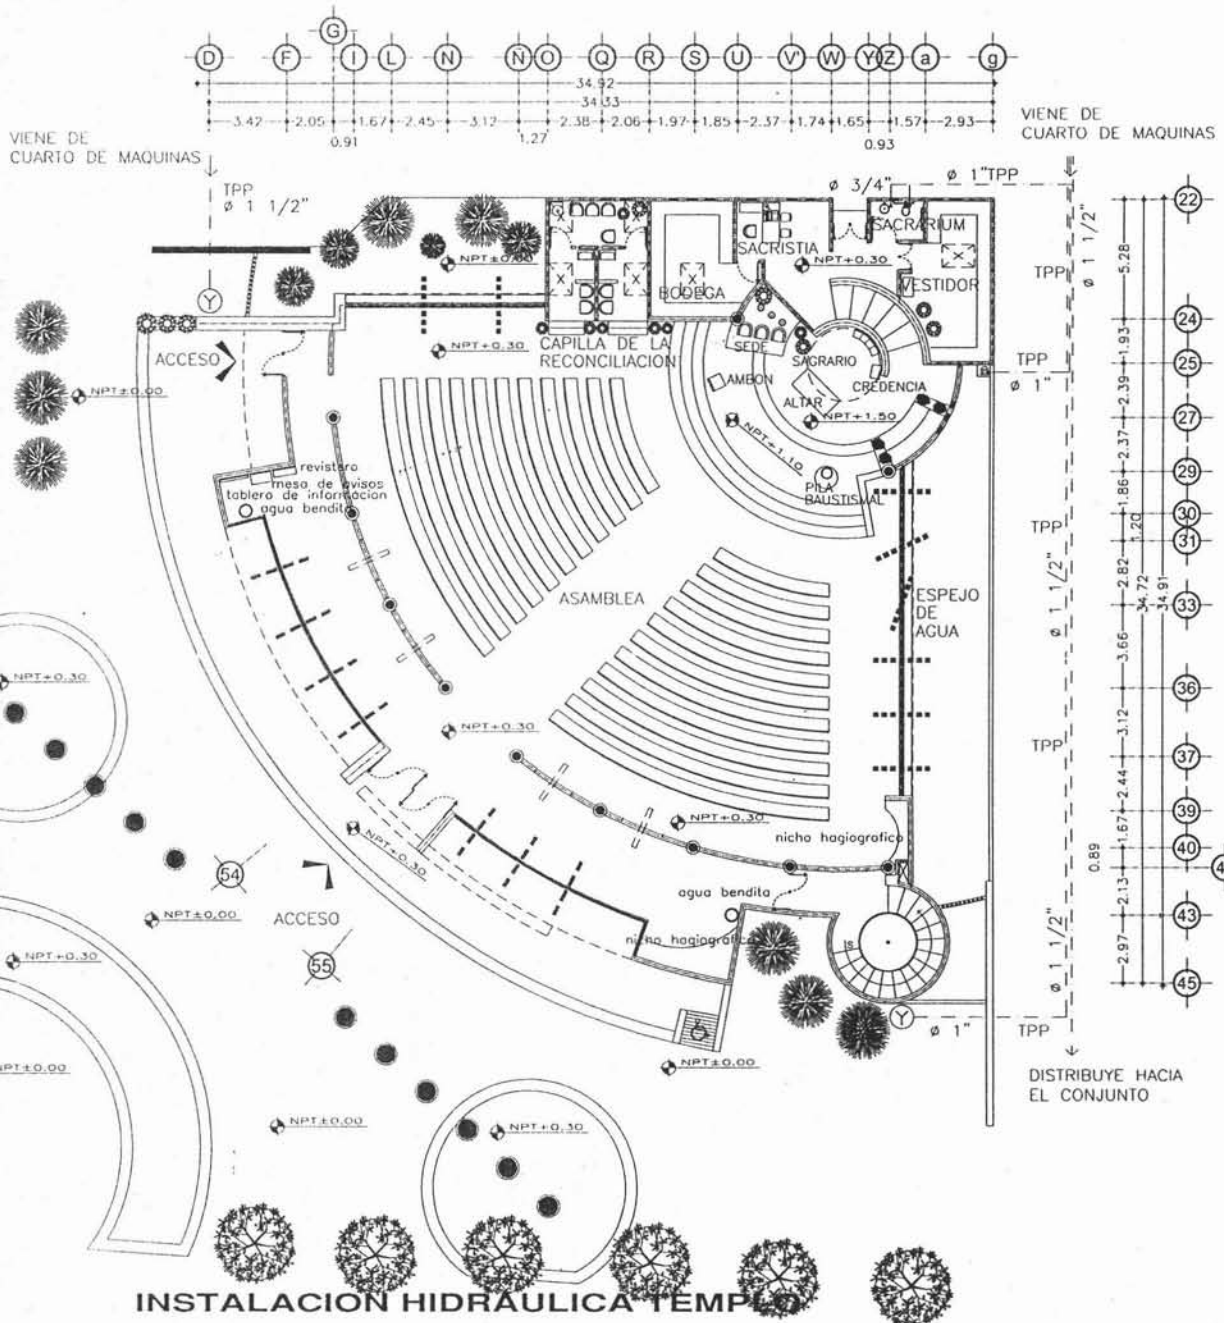 G
D F I L N Ñ O Q R S U V' W Y Z a g
34.92
34.33
3.42 2.05 1.67 2.45 3.12 2.38 2.06 1.97 1.85 2.37 1.74 1.65 1.57 2.93
0.91 1.27 0.93
VIENE DE
CUARTO DE MAQUINAS
VIENE DE
CUARTO DE MAQUINAS
TPP
ø 1 1/2"
ø 3/4"
ø 1"TPP
22
SACRARIUM
SACRISTIA
NPT+0.30
NPT±0.00
VESTIDOR
BODEGA
5.28
TPP
ø 1 1/2"
Y
24
ACCESO
NPT+0.30
CAPILLA DE LA
RECONCILIACION
SEDE
SAGRARIO
1.93
TPP
25
AMBON
CREDENCIA
ø 1"
NPT±0.00
ALTAR
2.39
NPT+1.50
27
NPT+1.10
2.37
revistero
mesa de avisos
tablero de informacion
agua bendita
PILA
BAUSTISMAL
29
1.86
30
TPP
1.20
31
ESPEJO
DE
AGUA
ASAMBLEA
ø 1 1/2"
2.82
34.72
34.91
33
3.66
NPT+0.30
36
NPT+0.30
3.12
TPP
37
2.44
NPT+0.30
39
nicho hagiografico
1.67
NPT+0.30
40
0.89
4
54
agua bendita
2.13
ACCESO
NPT±0.00
43
nicho hagiografico
ø 1 1/2"
2.97
NPT+0.30
55
45
Y
ø 1"
TPP
NPT±0.00
NPT±0.00
DISTRIBUYE HACIA
EL CONJUNTO
NPT±0.00
NPT+0.30
INSTALACION HIDRAULICA TEMPLO